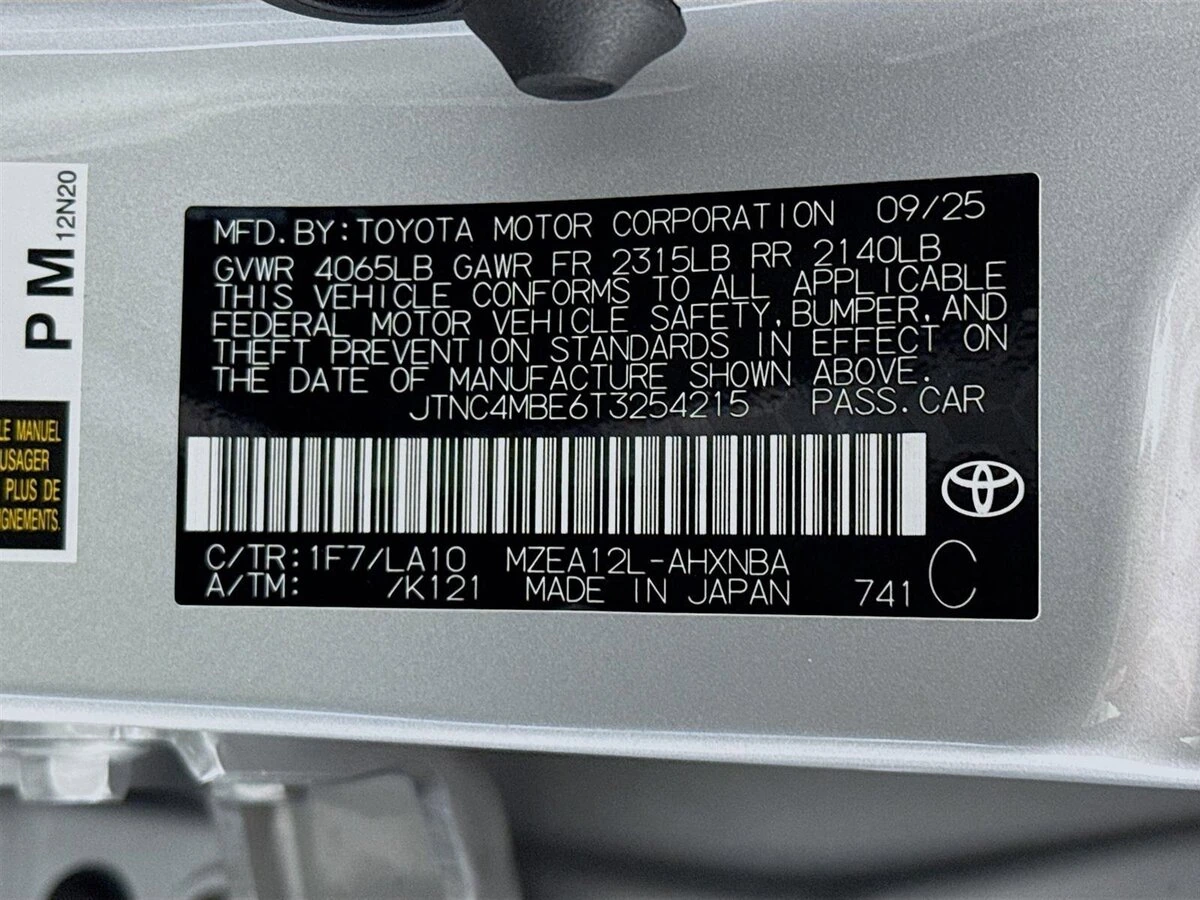 PM
12N20
LE MANUEL
USAGER
PLUS DE
IGNEMENTS.
MFD.BY:TOYOTA MOTOR CORPORATION 09/25
GVWR 4065LB GAWR FR 2315LB RR 2140LB
THIS VEHICLE CONFORMS TO ALL APPLICABLE
FEDERAL MOTOR VEHICLE SAFETY,BUMPER,AND
THEFT PREVENTION STANDARDS IN EFFECT ON
THE DATE OF MANUFACTURE SHOWN ABOVE.
JTNC4MBE6T3254215 PASS.CAR
C/TR:1F7/LA10 MZEA12L-AHXNBA
A/TM: /K121 MADE IN JAPAN 741 C